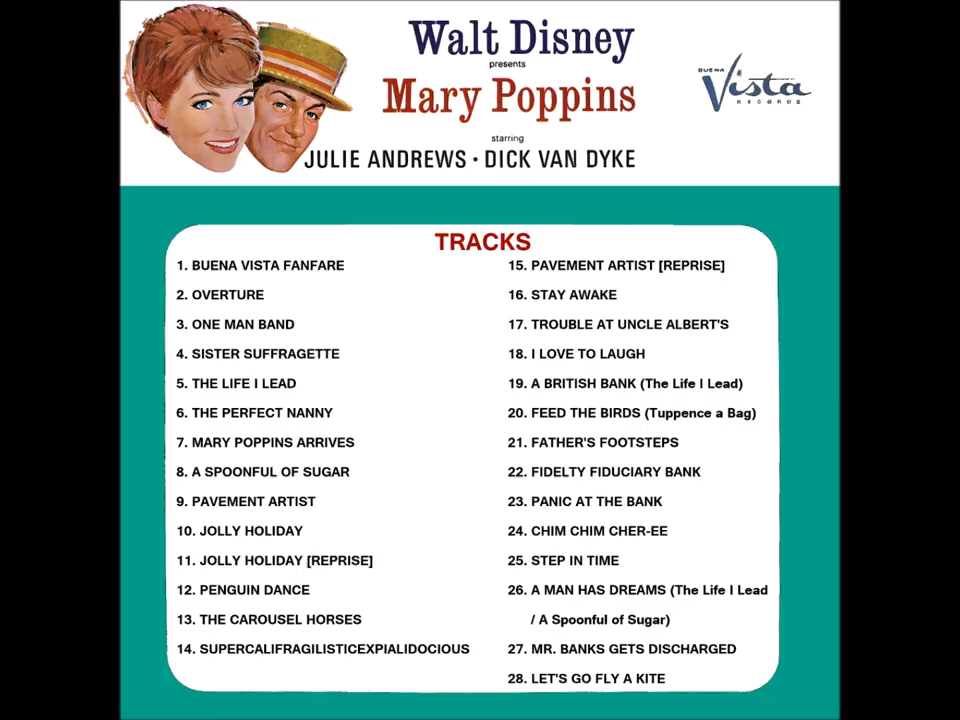 Walt Disney
presents
Mary Poppins
starring
JULIE ANDREWS • DICK VAN DYKE
BUENA
Vista
RECORDS
TRACKS
1. BUENA VISTA FANFARE
2. OVERTURE
3. ONE MAN BAND
4. SISTER SUFFRAGETTE
5. THE LIFE I LEAD
6. THE PERFECT NANNY
7. MARY POPPINS ARRIVES
8. A SPOONFUL OF SUGAR
9. PAVEMENT ARTIST
10. JOLLY HOLIDAY
11. JOLLY HOLIDAY [REPRISE]
12. PENGUIN DANCE
13. THE CAROUSEL HORSES
14. SUPERCALIFRAGILISTICEXPIALIDOCIOUS
15. PAVEMENT ARTIST [REPRISE]
16. STAY AWAKE
17. TROUBLE AT UNCLE ALBERT'S
18. I LOVE TO LAUGH
19. A BRITISH BANK (The Life I Lead)
20. FEED THE BIRDS (Tuppence a Bag)
21. FATHER'S FOOTSTEPS
22. FIDELTY FIDUCIARY BANK
23. PANIC AT THE BANK
24. CHIM CHIM CHER-EE
25. STEP IN TIME
26. A MAN HAS DREAMS (The Life I Lead
/ A Spoonful of Sugar)
27. MR. BANKS GETS DISCHARGED
28. LET'S GO FLY A KITE